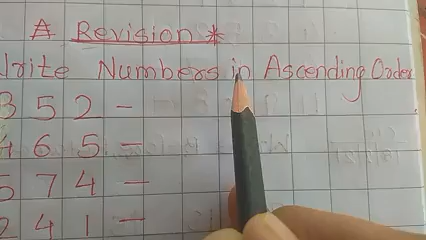 A Revision *
Write Numbers in Ascending Order
3 5 2 -
4 6 5 -
5 7 4 -
2 4 1 -